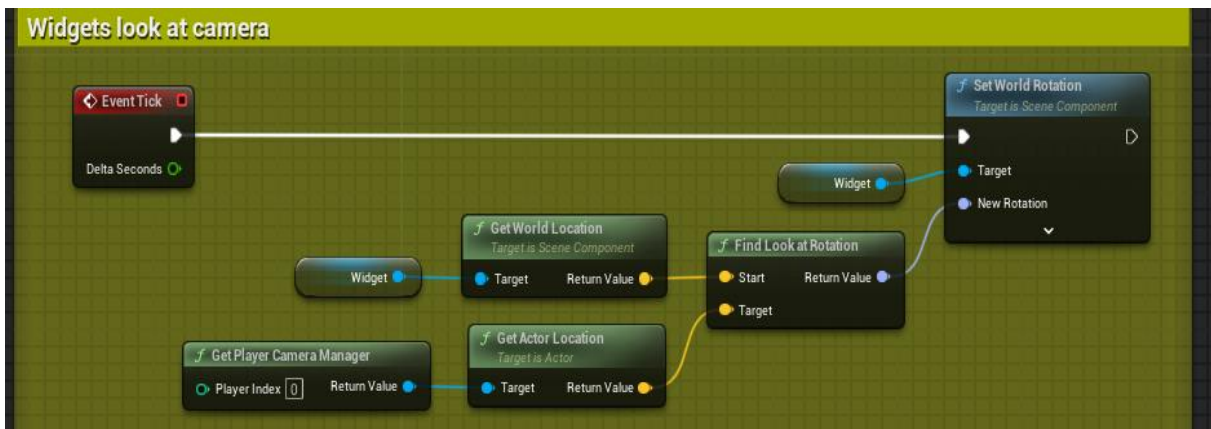 Widgets look at camera
Event Tick
Delta Seconds
Set World Rotation
Target is Scene Component
Target
New Rotation
Widget
Get World Location
Target is Scene Component
Target Return Value
Widget
Find Look at Rotation
Start Return Value
Target
Get Player Camera Manager
Player Index 0 Return Value
Get Actor Location
Target is Actor
Target Return Value